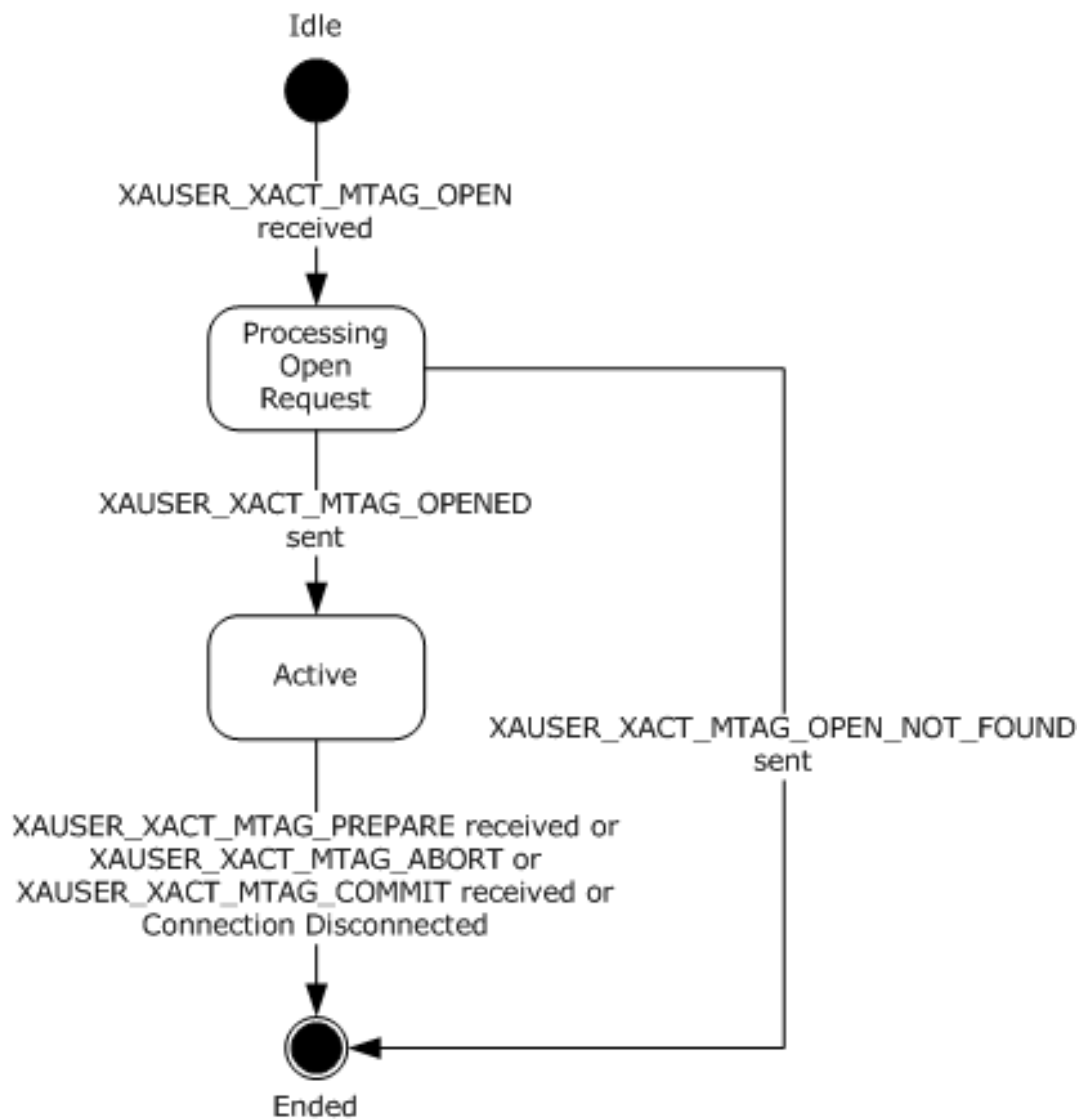 Idle
XAUSER_XACT_MTAG_OPEN
received
Processing
Open
Request
XAUSER_XACT_MTAG_OPENED
sent
Active
XAUSER_XACT_MTAG_OPEN_NOT_FOUND
sent
XAUSER_XACT_MTAG_PREPARE received or
XAUSER_XACT_MTAG_ABORT or
XAUSER_XACT_MTAG_COMMIT received or
Connection Disconnected
Ended